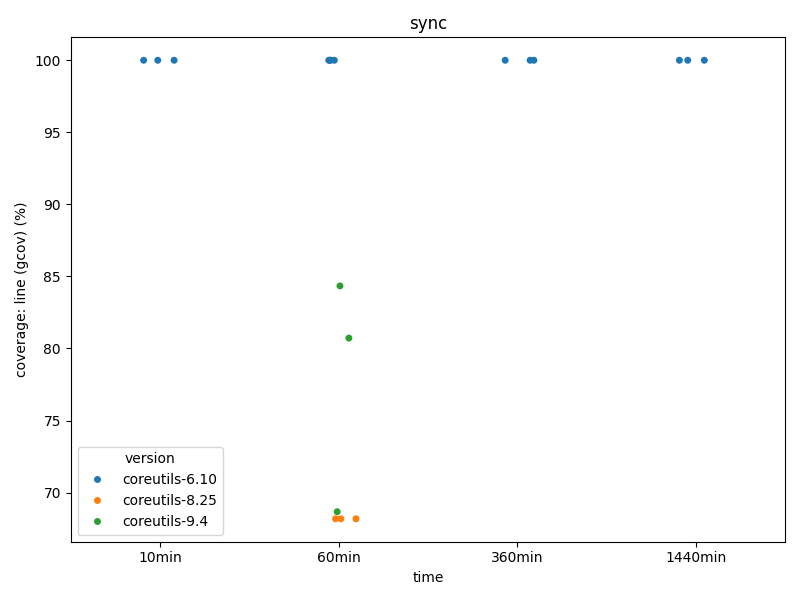 sync
100
95
90
85
80
75
70
coverage: line (gcov) (%)
version
coreutils-6.10
coreutils-8.25
coreutils-9.4
10min
60min
360min
1440min
time